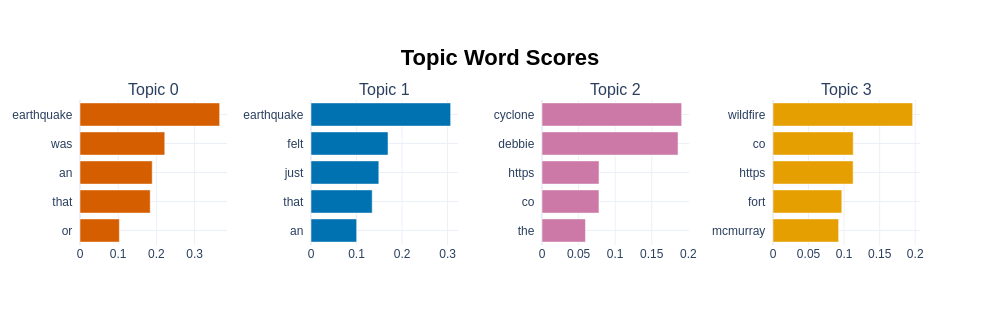 Topic Word Scores
Topic 0
earthquake
was
an
that
or
0 0.1 0.2 0.3
Topic 1
earthquake
felt
just
that
an
0 0.1 0.2 0.3
Topic 2
cyclone
debbie
https
co
the
0 0.05 0.1 0.15 0.2
Topic 3
wildfire
co
https
fort
mcmurray
0 0.05 0.1 0.15 0.2